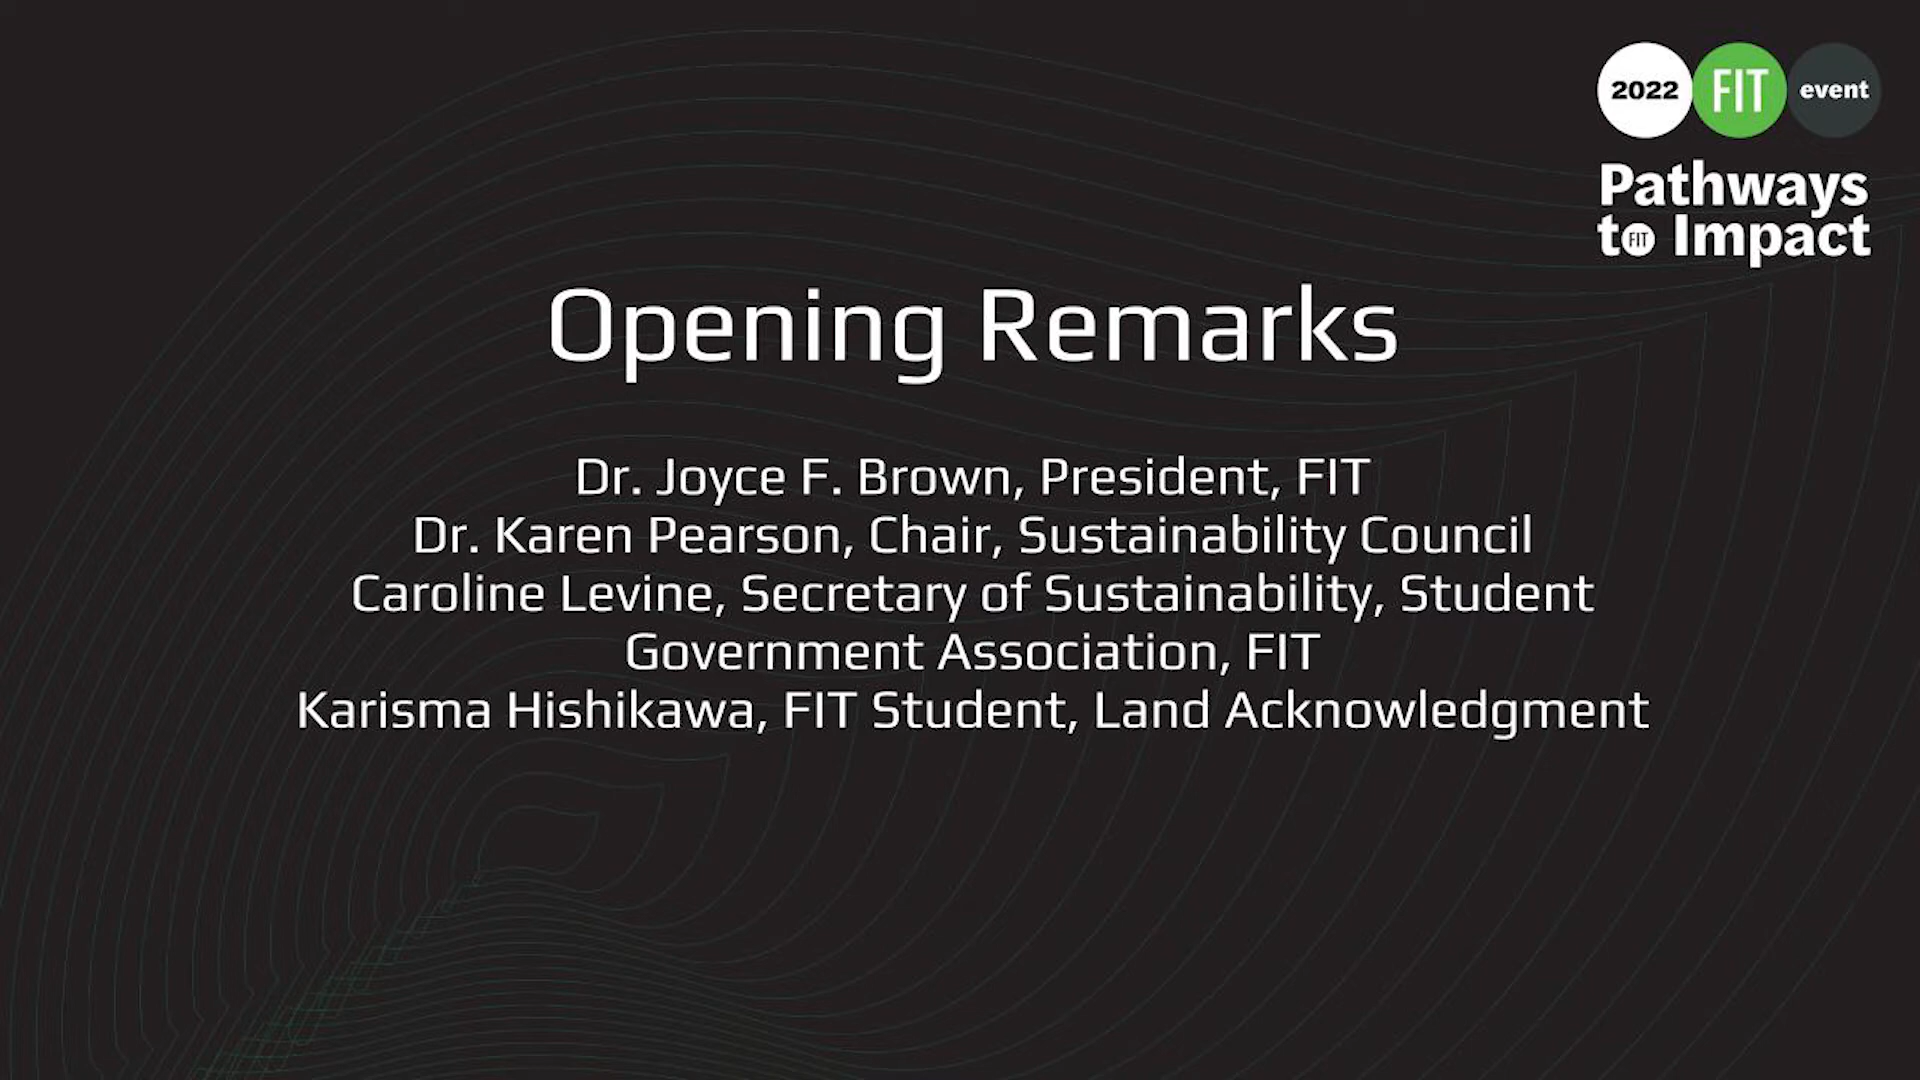 2022 FIT event
Pathways
to Impact
FIT
Opening Remarks
Dr. Joyce F. Brown, President, FIT
Dr. Karen Pearson, Chair, Sustainability Council
Caroline Levine, Secretary of Sustainability, Student
Government Association, FIT
Karisma Hishikawa, FIT Student, Land Acknowledgment